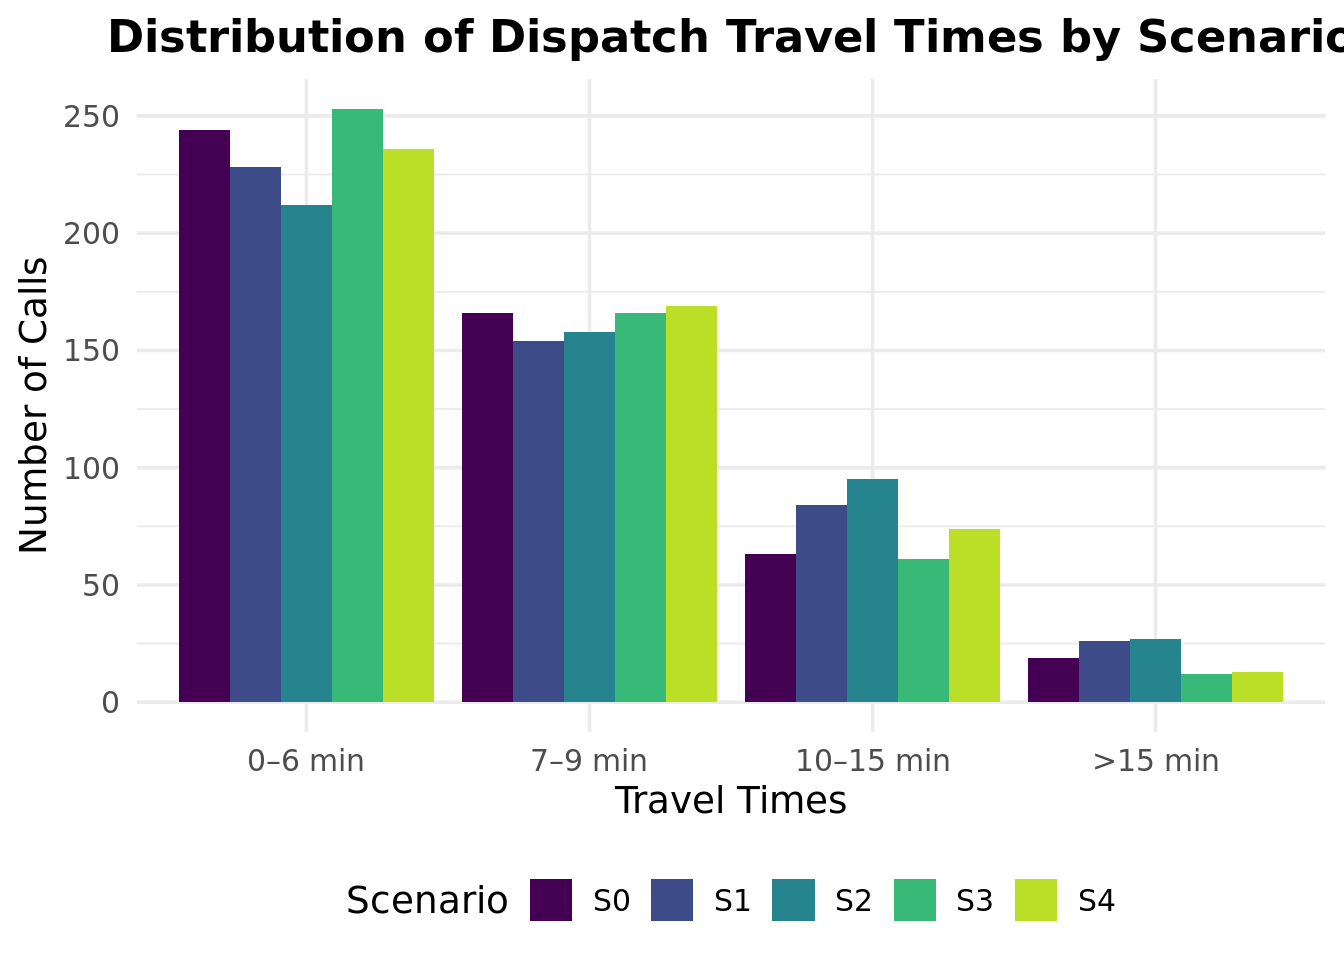 Distribution of Dispatch Travel Times by Scenario
Number of Calls
250
200
150
100
50
0
0–6 min
7–9 min
10–15 min
>15 min
Travel Times
Scenario
S0
S1
S2
S3
S4